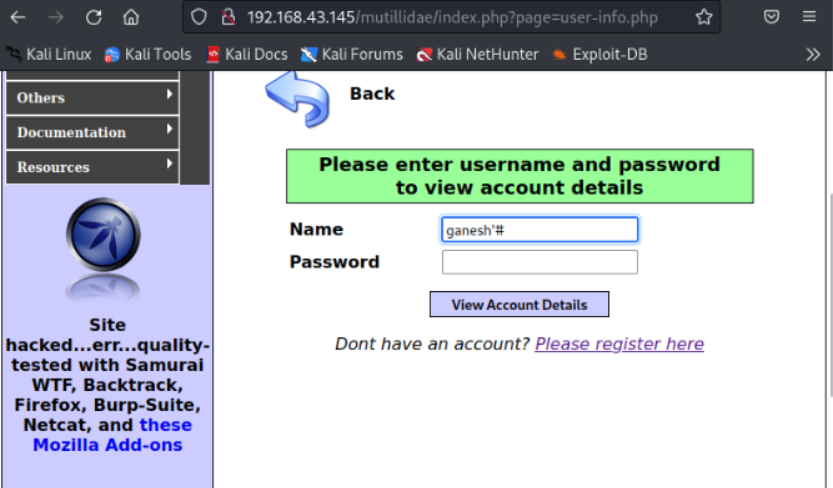 192.168.43.145/mutillidae/index.php?page=user-info.php
Kali Linux Kali Tools Kali Docs Kali Forums Kali NetHunter Exploit-DB
Others
Documentation
Resources
Site
hacked...err...quality-
tested with Samurai
WTF, Backtrack,
Firefox, Burp-Suite,
Netcat, and these
Mozilla Add-ons
Back
Please enter username and password
to view account details
Name ganesh'#
Password
View Account Details
Dont have an account? Please register here